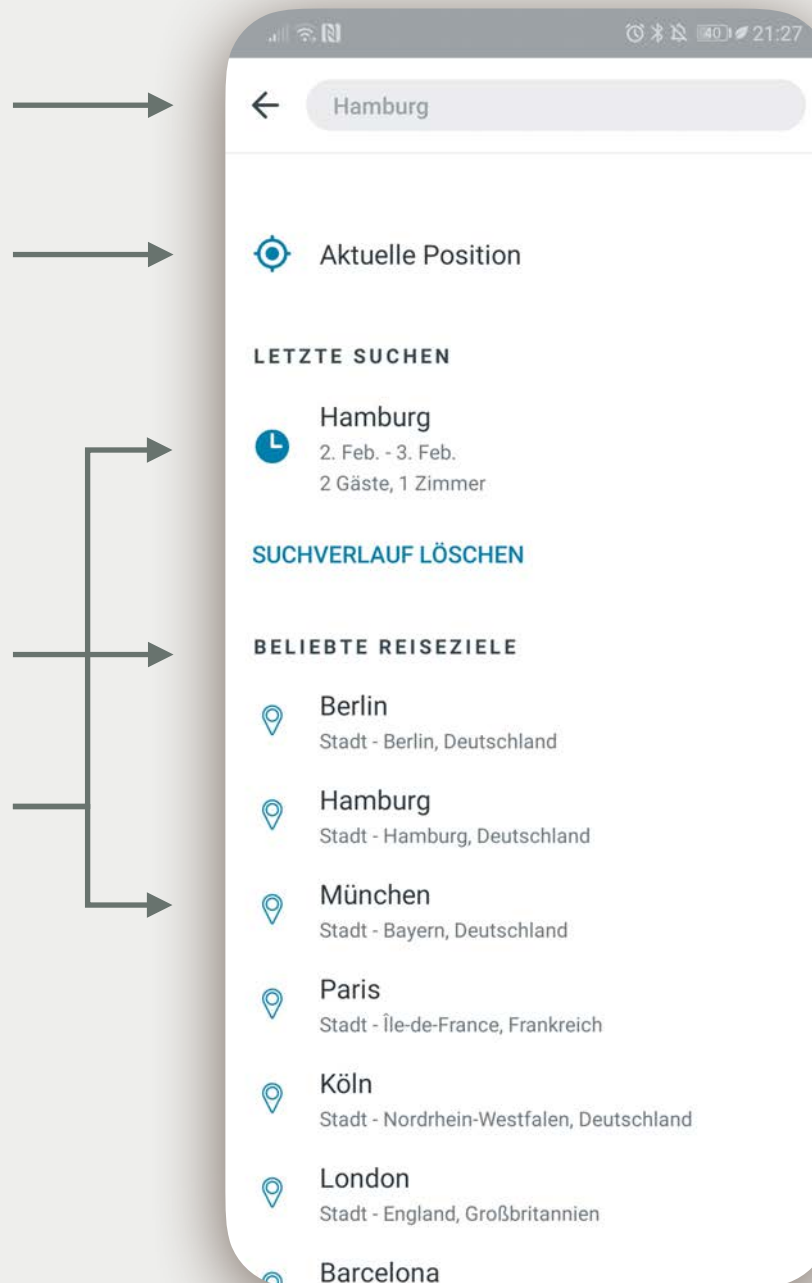 40 21:27
Hamburg
Aktuelle Position
LETZTE SUCHEN
Hamburg
2. Feb. - 3. Feb.
2 Gäste, 1 Zimmer
SUCHVERLAUF LÖSCHEN
BELIEBTE REISEZIELE
Berlin
Stadt - Berlin, Deutschland
Hamburg
Stadt - Hamburg, Deutschland
München
Stadt - Bayern, Deutschland
Paris
Stadt - Île-de-France, Frankreich
Köln
Stadt - Nordrhein-Westfalen, Deutschland
London
Stadt - England, Großbritannien
Barcelona